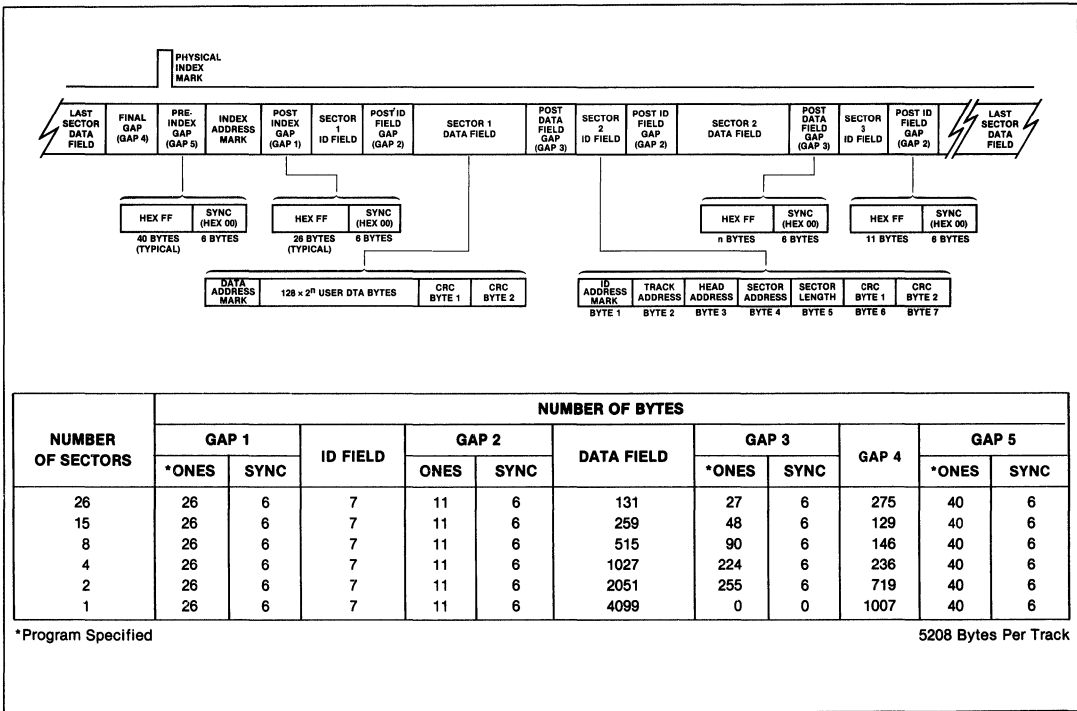 PHYSICAL
INDEX
MARK
LAST
SECTOR
DATA
FIELD
FINAL
GAP
(GAP 4)
PRE-
INDEX
GAP
(GAP 5)
INDEX
ADDRESS
MARK
POST
INDEX
GAP
(GAP 1)
SECTOR
1
ID FIELD
POST ID
FIELD
GAP
(GAP 2)
SECTOR 1
DATA FIELD
POST
DATA
FIELD
GAP
(GAP 3)
SECTOR
2
ID FIELD
POST ID
FIELD
GAP
(GAP 2)
SECTOR 2
DATA FIELD
POST
DATA
FIELD
GAP
(GAP 3)
SECTOR
3
ID FIELD
POST ID
FIELD
GAP
(GAP 2)
LAST
SECTOR
DATA
FIELD
HEX FF
SYNC
(HEX 00)
40 BYTES
(TYPICAL)
6 BYTES
HEX FF
SYNC
(HEX 00)
26 BYTES
(TYPICAL)
6 BYTES
HEX FF
SYNC
(HEX 00)
n BYTES
6 BYTES
HEX FF
SYNC
(HEX 00)
11 BYTES
6 BYTES
DATA
ADDRESS
MARK
128 × 2ⁿ USER DTA BYTES
CRC
BYTE 1
CRC
BYTE 2
ID
ADDRESS
MARK
TRACK
ADDRESS
HEAD
ADDRESS
SECTOR
ADDRESS
SECTOR
LENGTH
CRC
BYTE 1
CRC
BYTE 2
BYTE 1 BYTE 2 BYTE 3 BYTE 4 BYTE 5 BYTE 6 BYTE 7
NUMBER OF BYTES
NUMBER
OF SECTORS
GAP 1 ID FIELD GAP 2 DATA FIELD GAP 3 GAP 4 GAP 5
*ONES SYNC ONES SYNC *ONES SYNC *ONES SYNC
26 26 6 7 11 6 131 27 6 275 40 6
15 26 6 7 11 6 259 48 6 129 40 6
8 26 6 7 11 6 515 90 6 146 40 6
4 26 6 7 11 6 1027 224 6 236 40 6
2 26 6 7 11 6 2051 255 6 719 40 6
1 26 6 7 11 6 4099 0 0 1007 40 6
*Program Specified
5208 Bytes Per Track